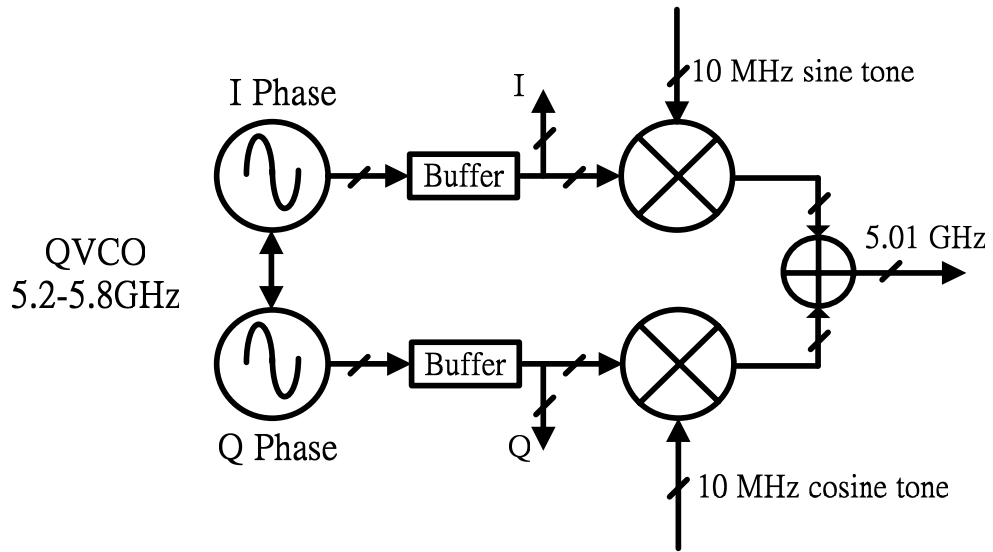 I Phase
I
10 MHz sine tone
Buffer
QVCO
5.2-5.8GHz
5.01 GHz
Buffer
Q Phase
Q
10 MHz cosine tone